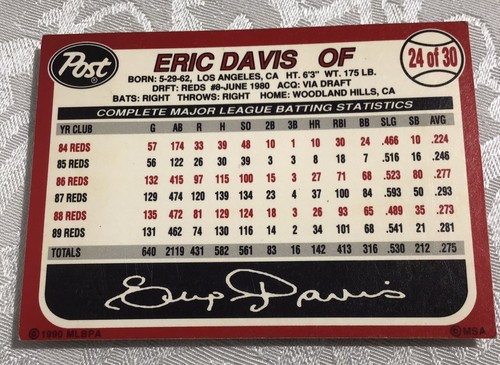 Post
ERIC DAVIS OF
24 of 30
BORN: 5-29-62, LOS ANGELES, CA HT. 6'3" WT. 175 LB.
DRFT: REDS #8-JUNE 1980 ACQ: VIA DRAFT
BATS: RIGHT THROWS: RIGHT HOME: WOODLAND HILLS, CA
COMPLETE MAJOR LEAGUE BATTING STATISTICS
YR CLUB G AB R H SO 2B 3B HR RBI BB SLG SB AVG
84 REDS 57 174 33 39 48 10 1 10 30 24 .466 10 .224
85 REDS 56 122 26 30 39 3 3 8 18 7 .516 16 .246
86 REDS 132 415 97 115 100 15 3 27 71 68 .523 80 .277
87 REDS 129 474 120 139 134 23 4 37 100 84 .593 50 .293
88 REDS 135 472 81 129 124 18 3 26 93 65 .489 35 .273
89 REDS 131 462 74 130 116 14 2 34 101 68 .541 21 .281
TOTALS 640 2119 431 582 561 83 16 142 413 316 .530 212 .275
Eric Davis
© 1990 MLBPA
© MSA